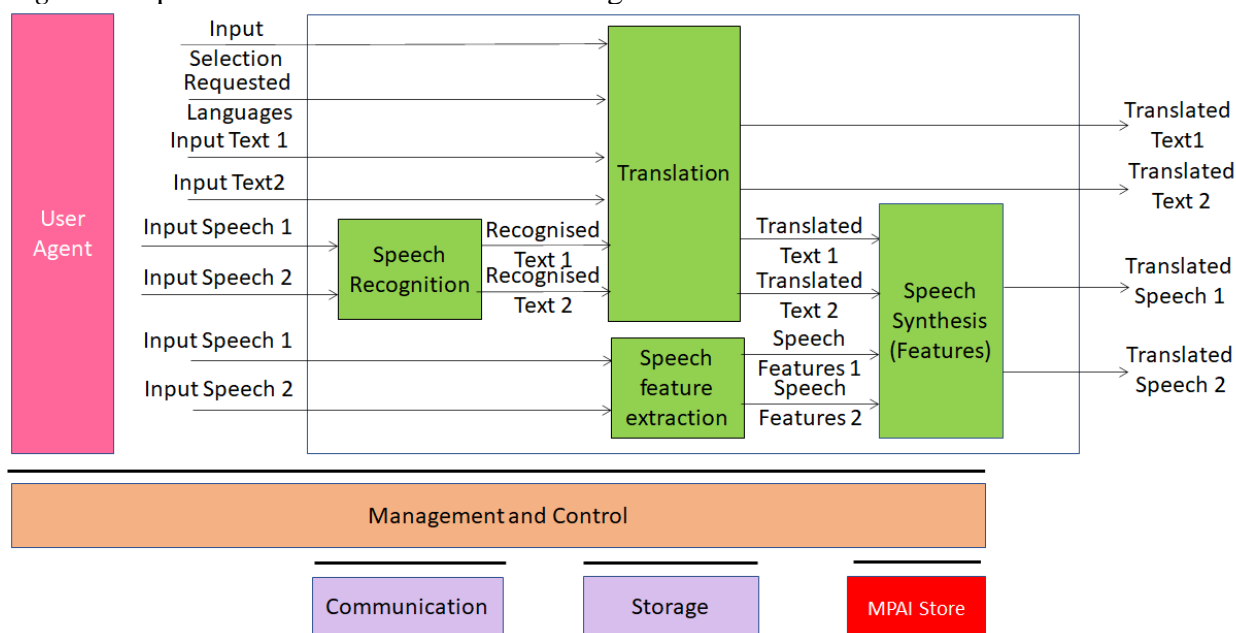 Input
Selection
Requested
Languages
Input Text 1
Input Text2
Input Speech 1
Input Speech 2
Input Speech 1
Input Speech 2
User
Agent
Speech
Recognition
Recognised
Text 1
Recognised
Text 2
Translation
Speech
feature
extraction
Translated
Text 1
Translated
Text 2
Speech
Features 1
Speech
Features 2
Speech
Synthesis
(Features)
Translated
Text1
Translated
Text 2
Translated
Speech 1
Translated
Speech 2
Management and Control
Communication
Storage
MPAI Store